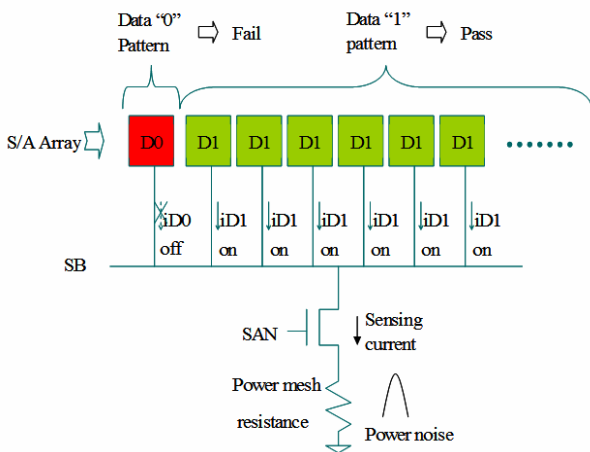 Data “0”
Pattern
Fail
Data “1”
pattern
Pass
S/A Array
D0 D1 D1 D1 D1 D1 D1
iD0 iD1 iD1 iD1 iD1 iD1 iD1
off on on on on on on
SB
SAN
Sensing
current
Power mesh
resistance
Power noise